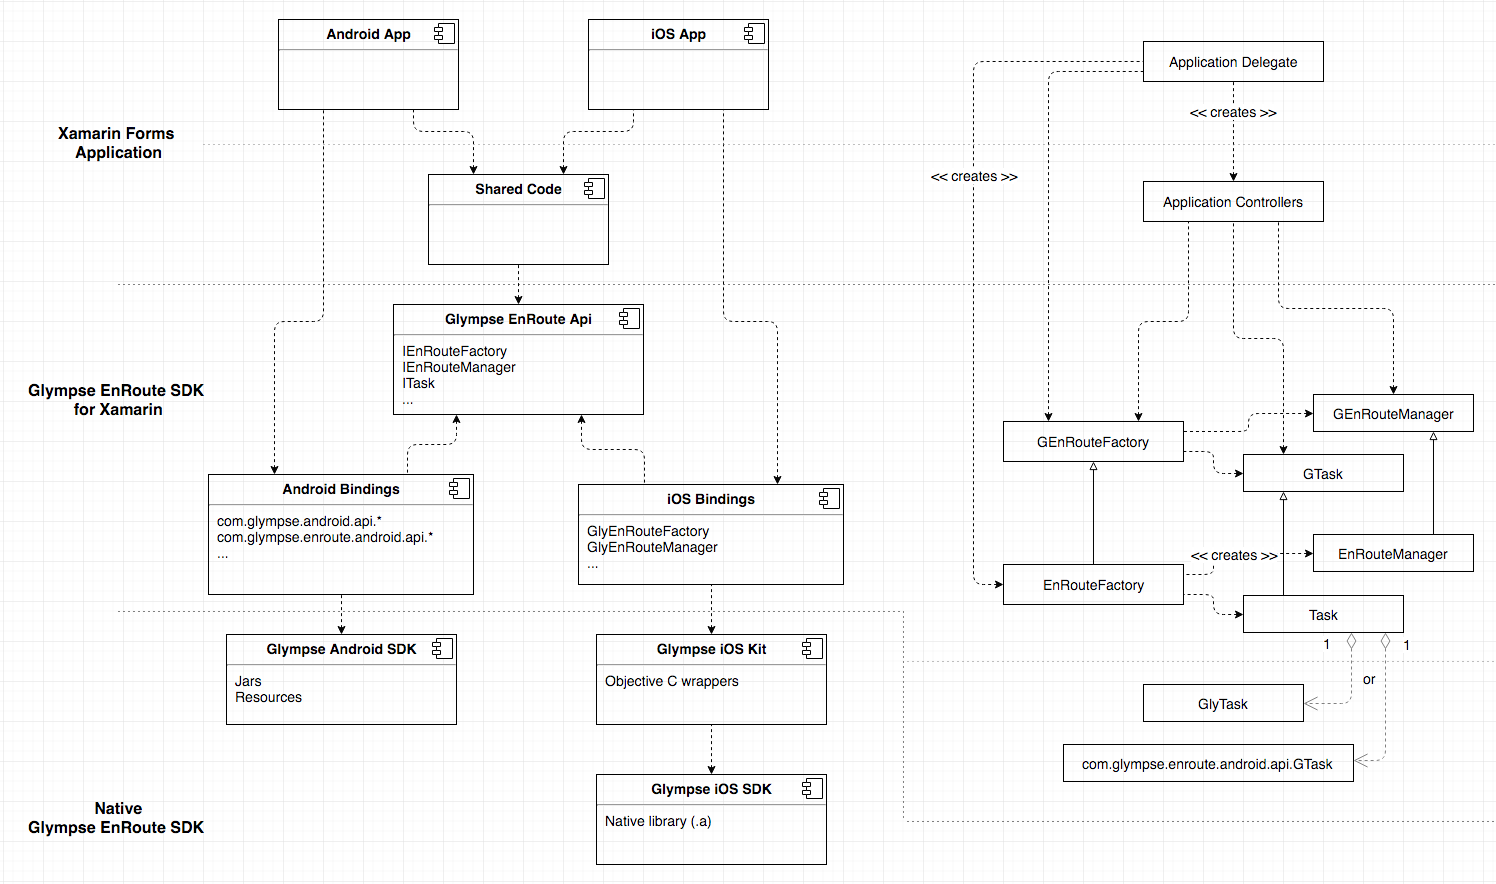 Android App
iOS App
Application Delegate
<< creates >>
Xamarin Forms
Application
<< creates >>
Shared Code
Application Controllers
Glympse EnRoute Api
IEnRouteFactory
IEnRouteManager
ITask
...
Glympse EnRoute SDK
for Xamarin
GEnRouteManager
GEnRouteFactory
GTask
Android Bindings
com.glympse.android.api.*
com.glympse.enroute.android.api.*
...
iOS Bindings
GlyEnRouteFactory
GlyEnRouteManager
...
<< creates >>
EnRouteManager
EnRouteFactory
Task
1
1
or
Glympse Android SDK
Jars
Resources
Glympse iOS Kit
Objective C wrappers
GlyTask
com.glympse.enroute.android.api.GTask
Glympse iOS SDK
Native library (.a)
Native
Glympse EnRoute SDK